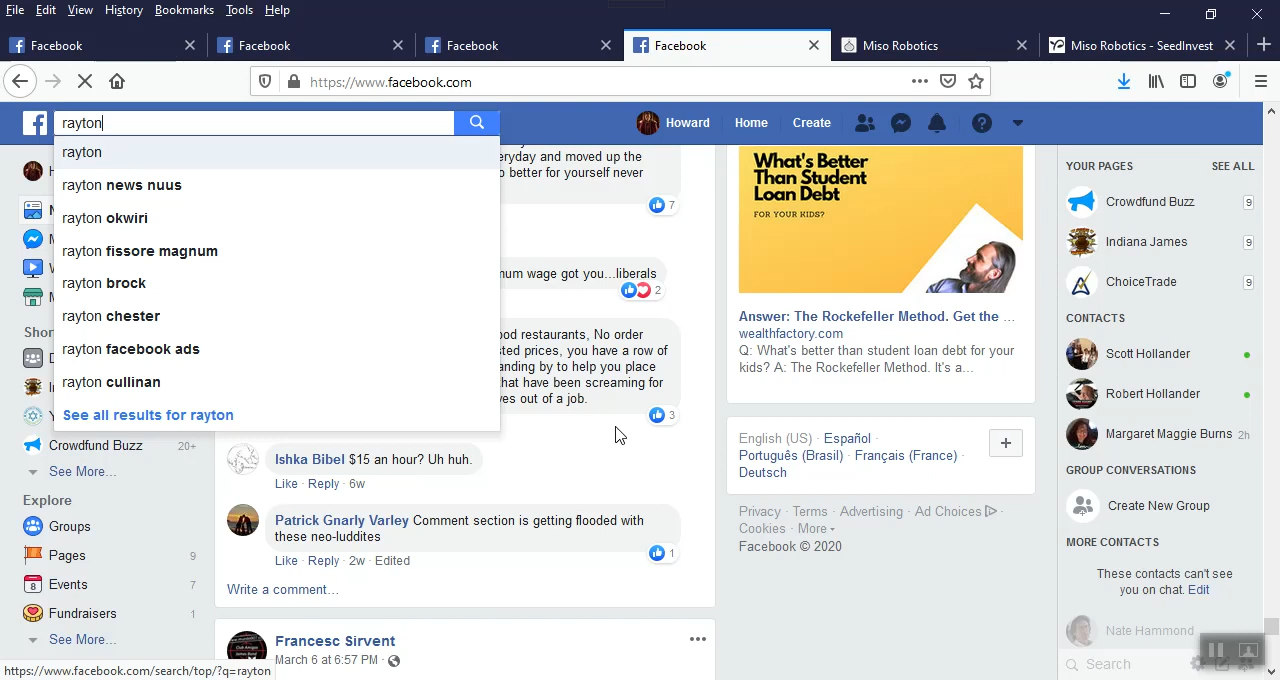 File Edit View History Bookmarks Tools Help
Facebook
Facebook
Facebook
Facebook
Miso Robotics
Miso Robotics - SeedInvest
https://www.facebook.com
rayton
Howard
Home
Create
rayton
rayton news nuus
rayton okwiri
rayton fissore magnum
rayton brock
rayton chester
rayton facebook ads
rayton cullinan
See all results for rayton
Crowdfund Buzz 20+
See More...
Explore
Groups
Pages 9
Events 7
Fundraisers 1
See More...
https://www.facebook.com/search/top/?q=rayton
everyday and moved up the
better for yourself never
7
wage got you...liberals
2
restaurants, No order
prices, you have a row of
by to help you place
that have been screaming for
out of a job.
3
Ishka Bibel $15 an hour? Uh huh.
Like · Reply · 6w
Patrick Gnarly Varley Comment section is getting flooded with
these neo-luddites
1
Like · Reply · 2w · Edited
Write a comment...
Francesc Sirvent
March 6 at 6:57 PM ·
What's Better
Than Student
Loan Debt
FOR YOUR KIDS?
Answer: The Rockefeller Method. Get the ...
wealthfactory.com
Q: What's better than student loan debt for your
kids? A: The Rockefeller Method. It's a...
English (US) · Español ·
Português (Brasil) · Français (France) ·
Deutsch
Privacy · Terms · Advertising · Ad Choices ·
Cookies · More
Facebook © 2020
YOUR PAGES SEE ALL
Crowdfund Buzz 9
Indiana James 9
ChoiceTrade 9
CONTACTS
Scott Hollander
Robert Hollander
Margaret Maggie Burns 2h
GROUP CONVERSATIONS
Create New Group
MORE CONTACTS
These contacts can't see
you on chat. Edit
Nate Hammond
Search